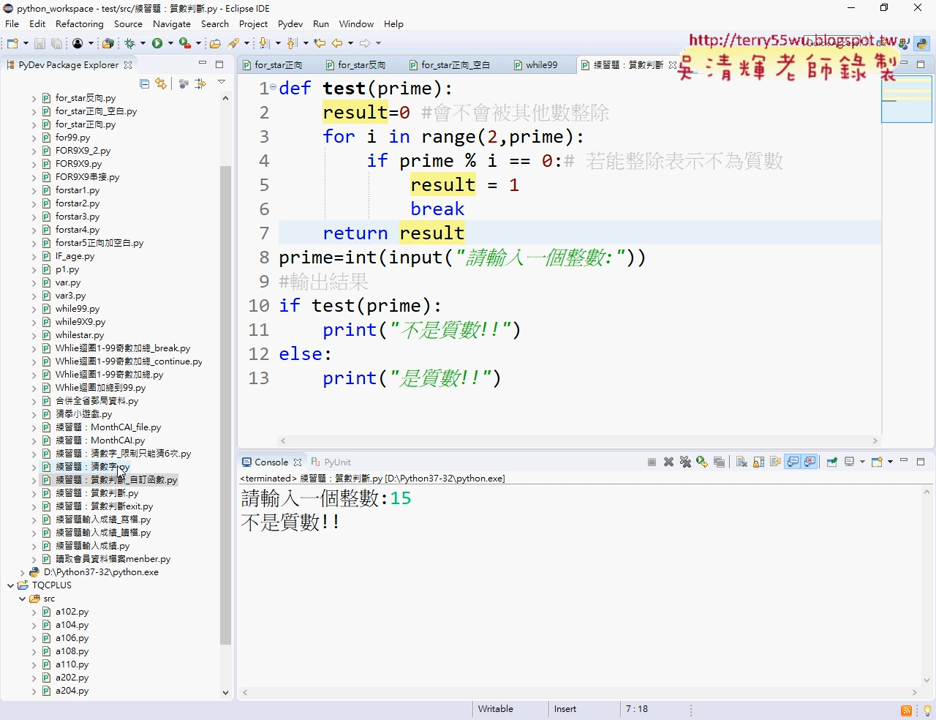 python_workspace - test/src/練習題：質數判斷.py - Eclipse IDE
File Edit Refactoring Source Navigate Search Project Pydev Run Window Help
http://terry55wu.blogspot.tw
吳清輝老師錄製
PyDev Package Explorer
for_star正向
for_star反向
for_star正向_空白
while99
練習題：質數判斷
for_star反向.py
for_star正向_空白.py
for_star正向.py
for99.py
FOR9X9_2.py
FOR9X9.py
FOR9X9串接.py
forstar1.py
forstar2.py
forstar3.py
forstar4.py
forstar5正向加空白.py
IF_age.py
p1.py
var.py
var3.py
while99.py
while9X9.py
whilestar.py
Whlie迴圈1-99奇數加總_break.py
Whlie迴圈1-99奇數加總_continue.py
Whlie迴圈1-99奇數加總.py
Whlie迴圈加總到99.py
合併全省郵局資料.py
猜拳小遊戲.py
練習題：MonthCAl_file.py
練習題：MonthCAl.py
練習題：猜數字_限制只能猜6次.py
練習題：猜數字.py
練習題：質數判斷_自訂函數.py
練習題：質數判斷.py
練習題：質數判斷exit.py
練習題輸入成績_寫檔.py
練習題輸入成績_讀檔.py
練習題輸入成績.py
讀取會員資料檔案menber.py
D:\Python37-32\python.exe
TQCPLUS
src
a102.py
a104.py
a106.py
a108.py
a110.py
a202.py
a204.py
1 def test(prime):
2 result=0 #會不會被其他數整除
3 for i in range(2,prime):
4 if prime % i == 0:# 若能整除表示不為質數
5 result = 1
6 break
7 return result
8 prime=int(input("請輸入一個整數:"))
9 #輸出結果
10 if test(prime):
11 print("不是質數!!")
12 else:
13 print("是質數!!")
Console PyUnit
<terminated> 練習題：質數判斷.py [D:\Python37-32\python.exe]
請輸入一個整數:15
不是質數!!
Writable Insert 7 : 18